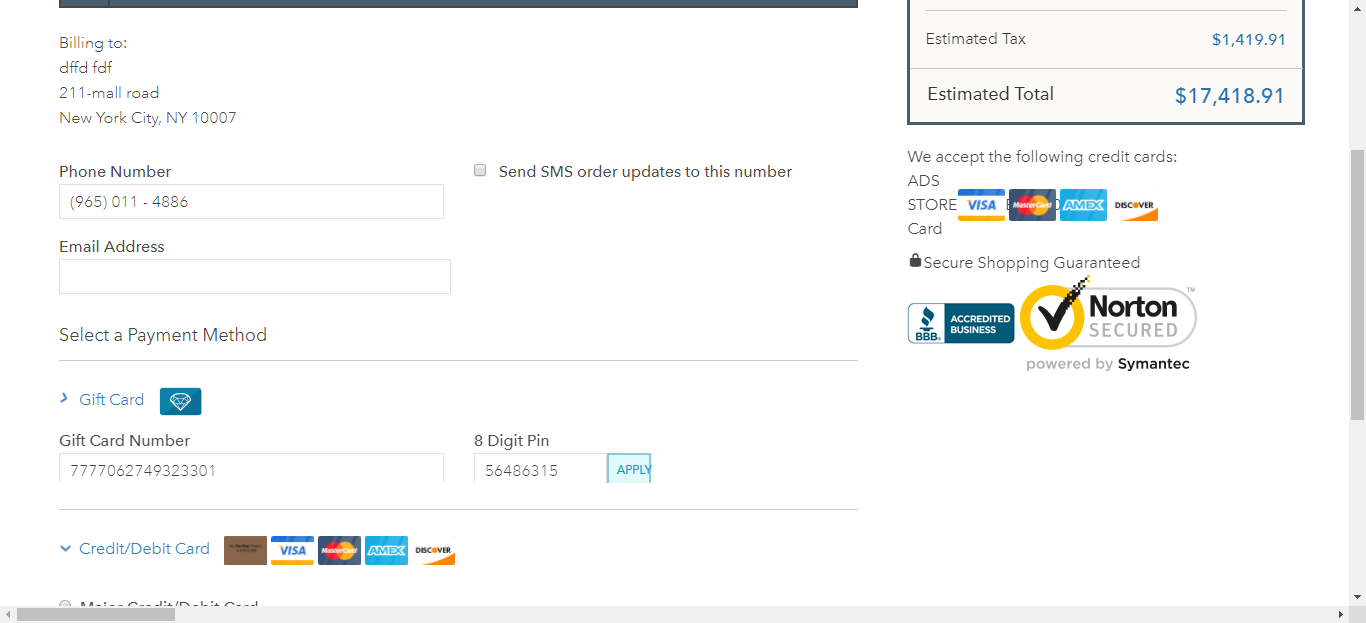 Billing to:
dffd fdf
211-mall road
New York City, NY 10007
Phone Number
(965) 011 - 4886
Send SMS order updates to this number
Email Address
Select a Payment Method
Gift Card
Gift Card Number
7777062749323301
8 Digit Pin
56486315
APPLY
Credit/Debit Card
VISA
MasterCard
AMEX
DISCOVER
Major Credit/Debit Card
Estimated Tax
$1,419.91
Estimated Total
$17,418.91
We accept the following credit cards:
ADS
STORE
VISA
MasterCard
AMEX
DISCOVER
Card
Secure Shopping Guaranteed
BBB
ACCREDITED
BUSINESS
Norton
SECURED
TM
powered by Symantec